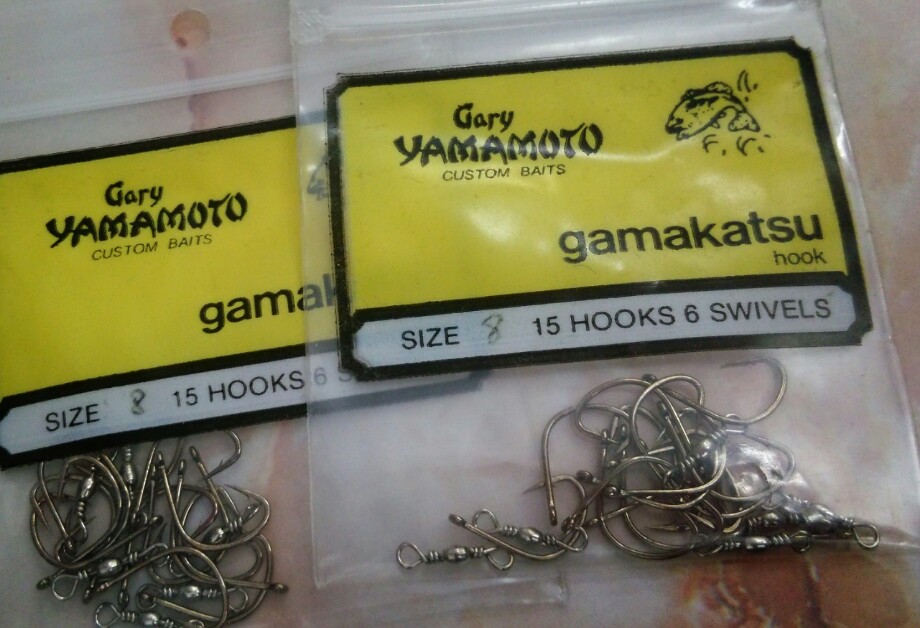 Gary
YAMAMOTO
CUSTOM BAITS
gamakatsu
hook
SIZE 8 15 HOOKS 6 SWIVELS
Gary
YAMAMOTO
CUSTOM BAITS
gamak
SIZE 8 15 HOOKS 6 S